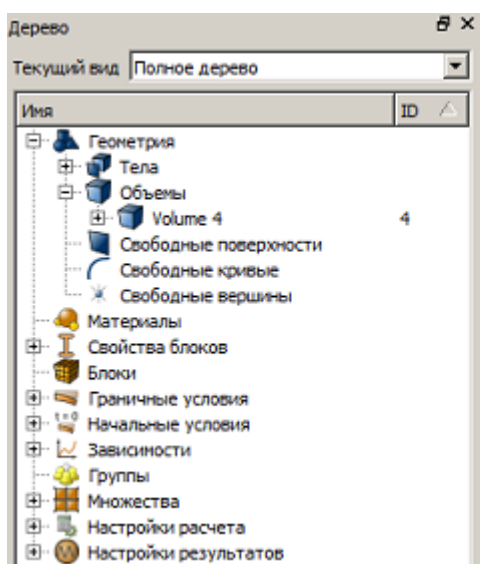 Дерево
Текущий вид Полное дерево
Имя ID
Геометрия
Тела
Объемы
Volume 4 4
Свободные поверхности
Свободные кривые
Свободные вершины
Материалы
Свойства блоков
Блоки
Граничные условия
t=0 Начальные условия
Зависимости
Группы
Множества
Настройки расчета
Настройки результатов